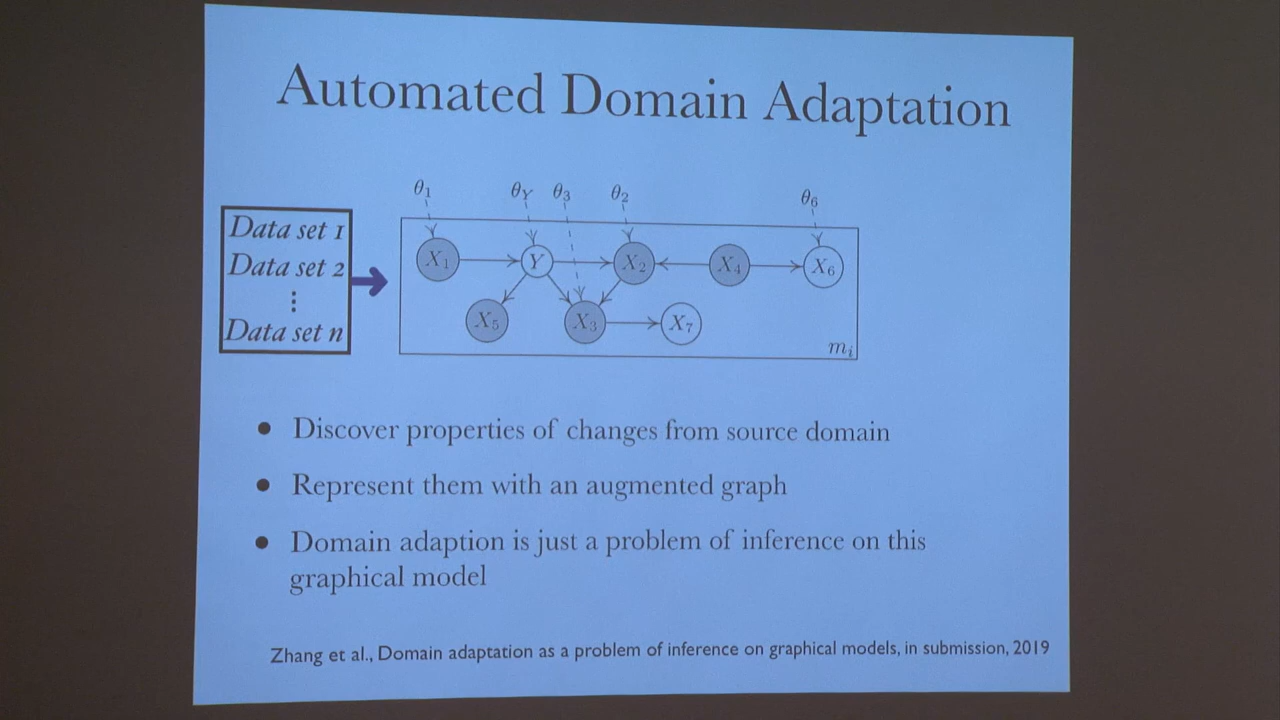 Automated Domain Adaptation
θ₁ θ_Y θ₃ θ₂ θ₆
Data set 1
Data set 2
⋮
Data set n
X₁ Y X₂ X₄ X₆
X₅ X₃ X₇
mᵢ
● Discover properties of changes from source domain
● Represent them with an augmented graph
● Domain adaption is just a problem of inference on this
graphical model
Zhang et al., Domain adaptation as a problem of inference on graphical models, in submission, 2019